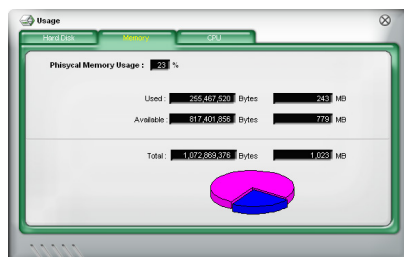 Usage
Hard Disk Memory CPU
Phisycal Memory Usage : 23 %
Used : 255,467,520 Bytes 243 MB
Available : 817,401,856 Bytes 779 MB
Total : 1,072,869,376 Bytes 1,023 MB